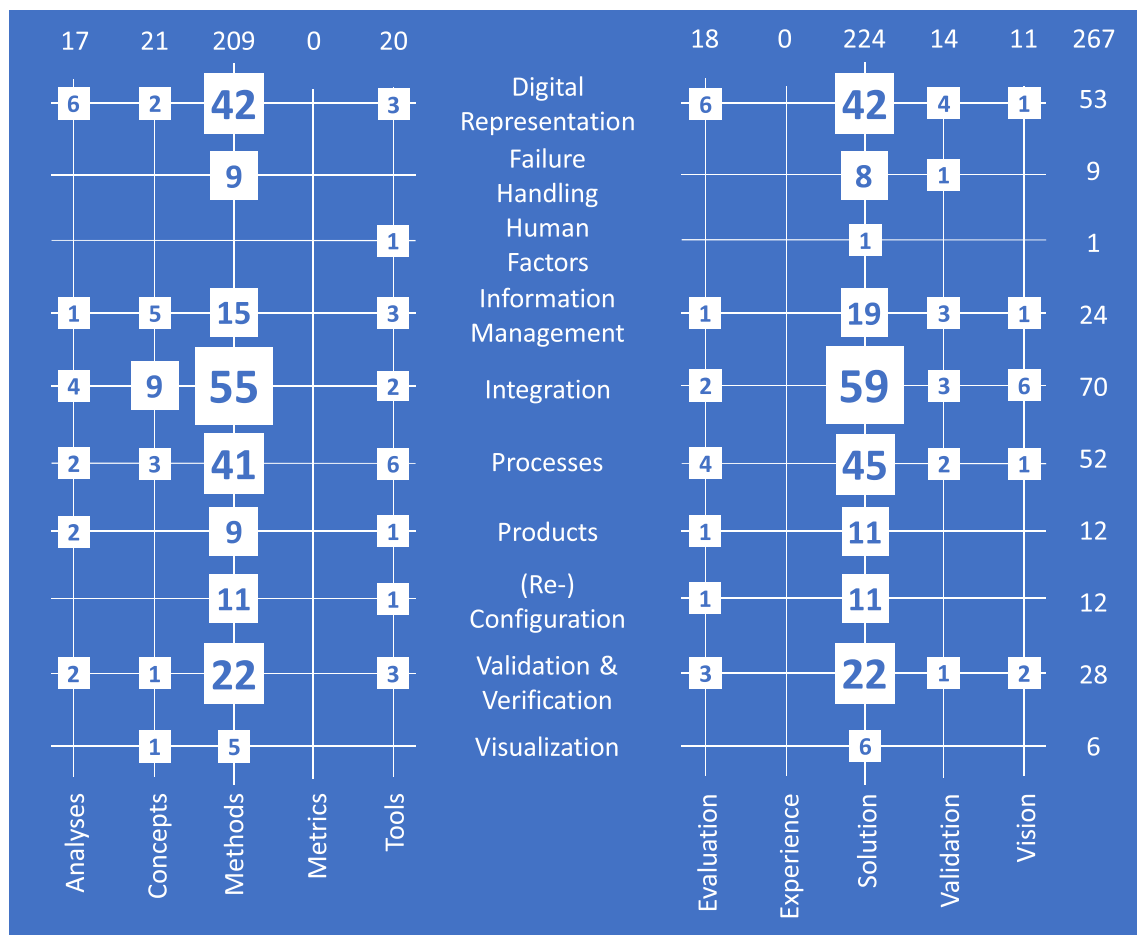 17 21 209 0 20 18 0 224 14 11 267
6 2 42 3 Digital 6 42 4 1 53
Representation
9 Failure 8 1 9
Handling
1 Human 1 1
Factors
1 5 15 3 Information 1 19 3 1 24
Management
4 9 55 2 Integration 2 59 3 6 70
2 3 41 6 Processes 4 45 2 1 52
2 9 1 Products 1 11 12
11 1 (Re-) 1 11 12
Configuration
2 1 22 3 Validation & 3 22 1 2 28
Verification
1 5 Visualization 6 6
Analyses
Concepts
Methods
Metrics
Tools
Evaluation
Experience
Solution
Validation
Vision